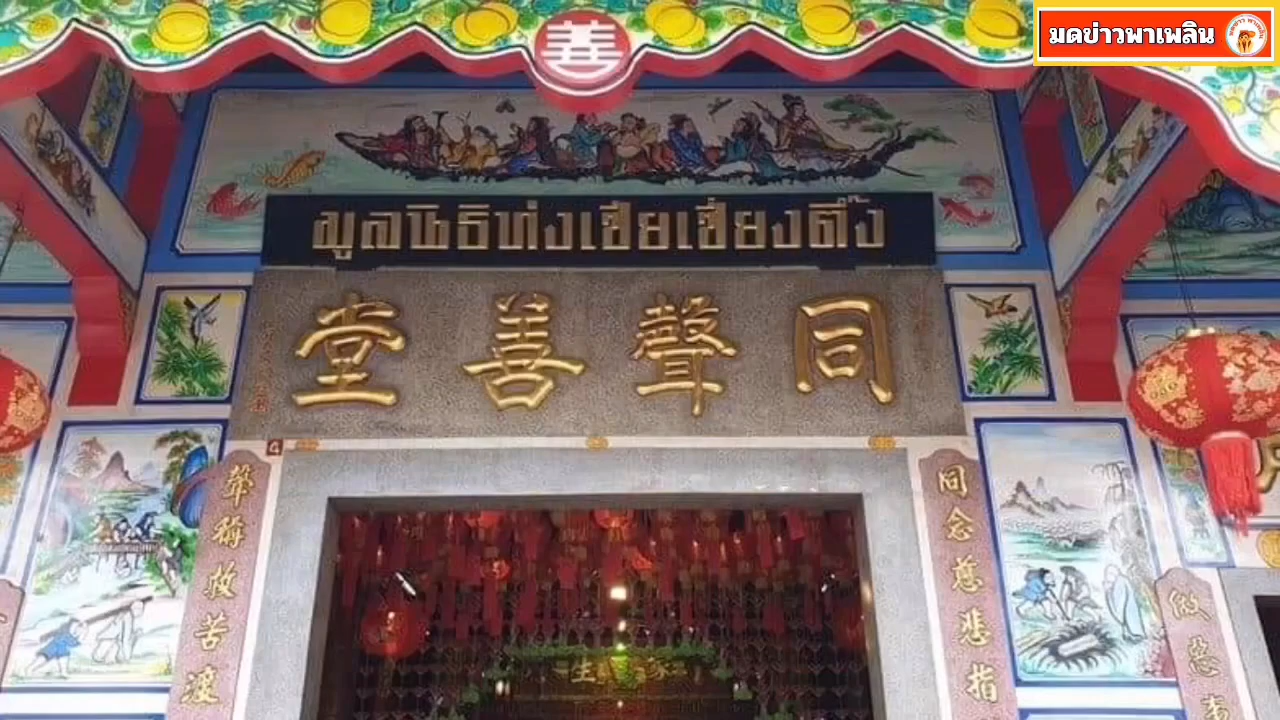 มดข่าวพาเพลิน
善
มูลนิธิท่งเซียเซี่ยงตึ๊ง
同聲善堂
同念慈悲指
聲稱救苦渡